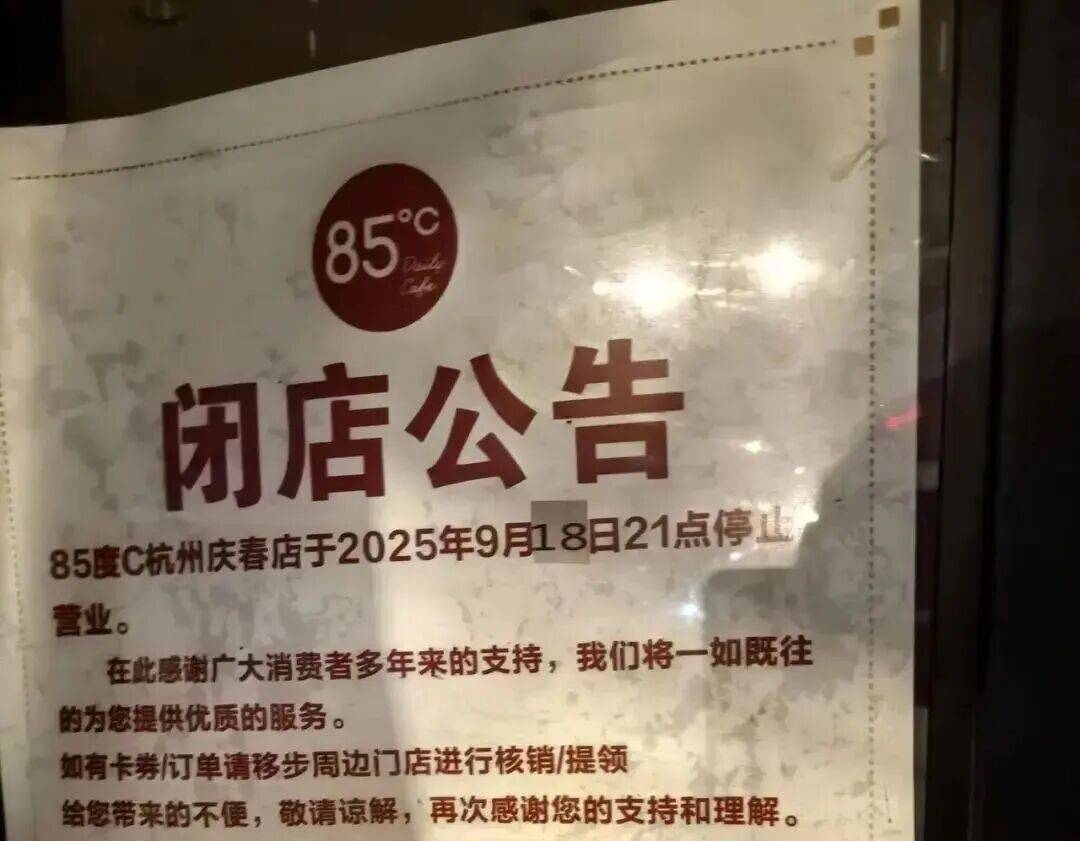 85°C
Daily
Cafe
闭店公告
85度C杭州庆春店于2025年9月18日21点停止
营业。
在此感谢广大消费者多年来的支持，我们将一如既往
的为您提供优质的服务。
如有卡券/订单请移步周边门店进行核销/提领
给您带来的不便，敬请谅解，再次感谢您的支持和理解。